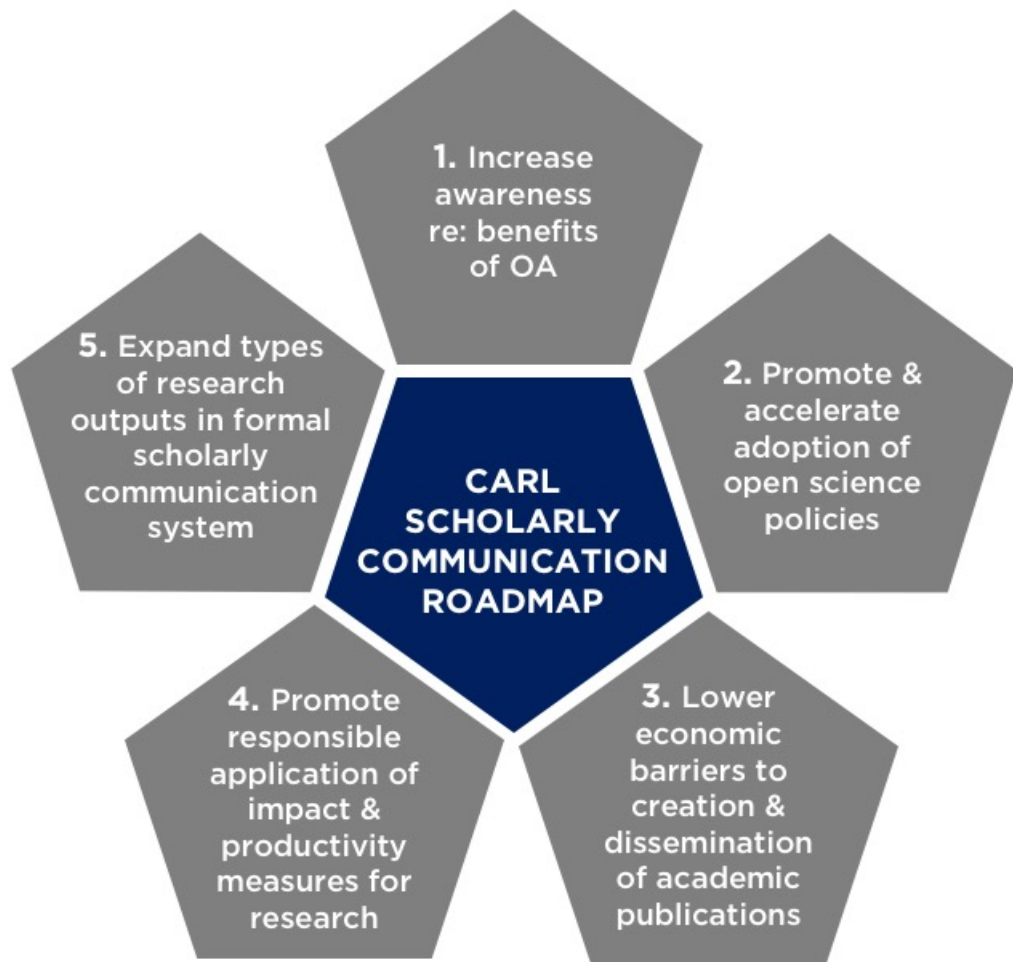 1. Increase
awareness
re: benefits
of OA
2. Promote &
accelerate
adoption of
open science
policies
3. Lower
economic
barriers to
creation &
dissemination
of academic
publications
4. Promote
responsible
application of
impact &
productivity
measures for
research
5. Expand types
of research
outputs in formal
scholarly
communication
system
CARL
SCHOLARLY
COMMUNICATION
ROADMAP